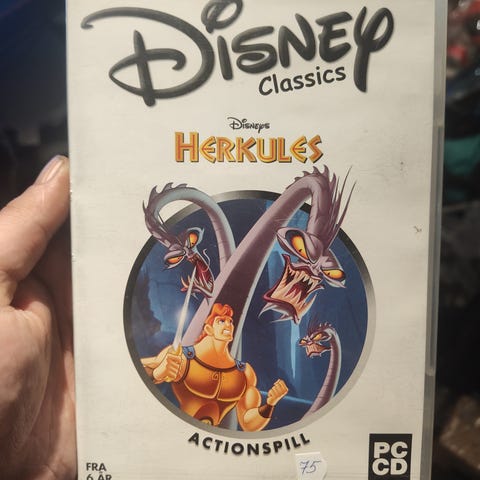 Disney
Classics
Disney's
HERKULES
ACTIONSPILL
FRA
6 ÅR
75
PC
CD